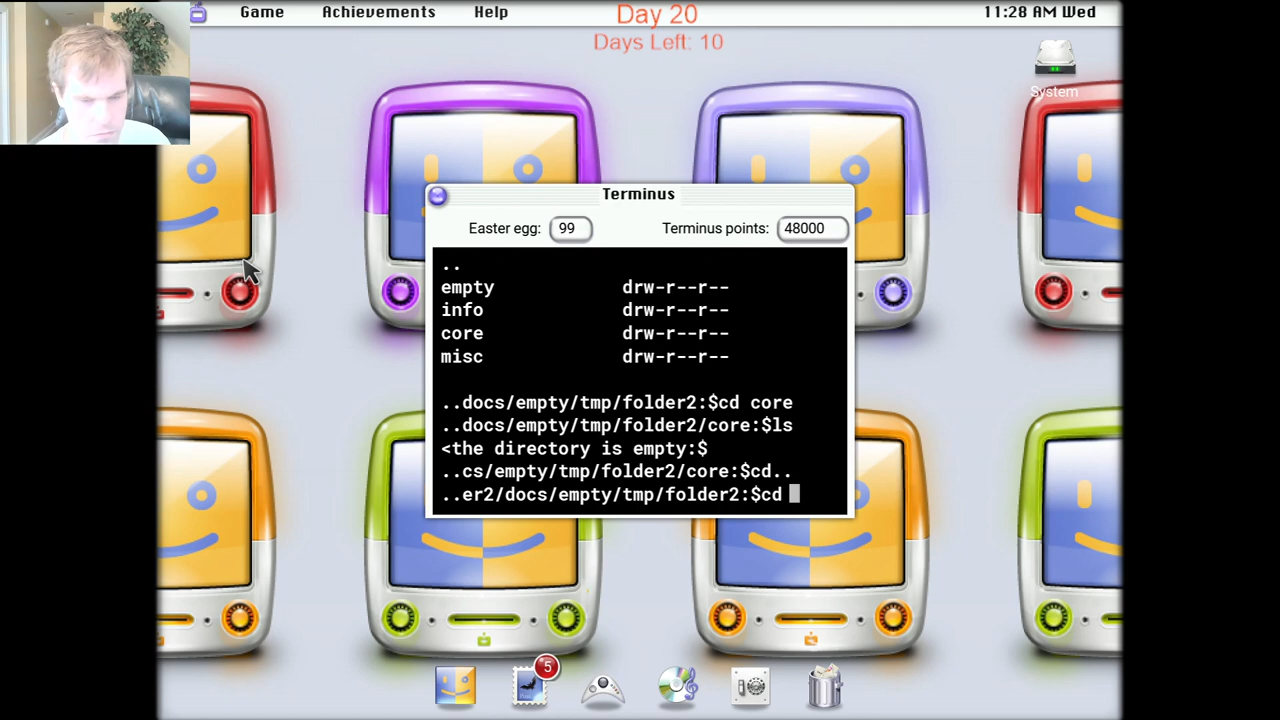 Game Achievements Help Day 20 11:28 AM Wed
Days Left: 10
System
Terminus
Easter egg: 99 Terminus points: 48000
..
empty drw-r--r--
info drw-r--r--
core drw-r--r--
misc drw-r--r--
..docs/empty/tmp/folder2:$cd core
..docs/empty/tmp/folder2/core:$ls
<the directory is empty:$
..cs/empty/tmp/folder2/core:$cd..
..er2/docs/empty/tmp/folder2:$cd
5